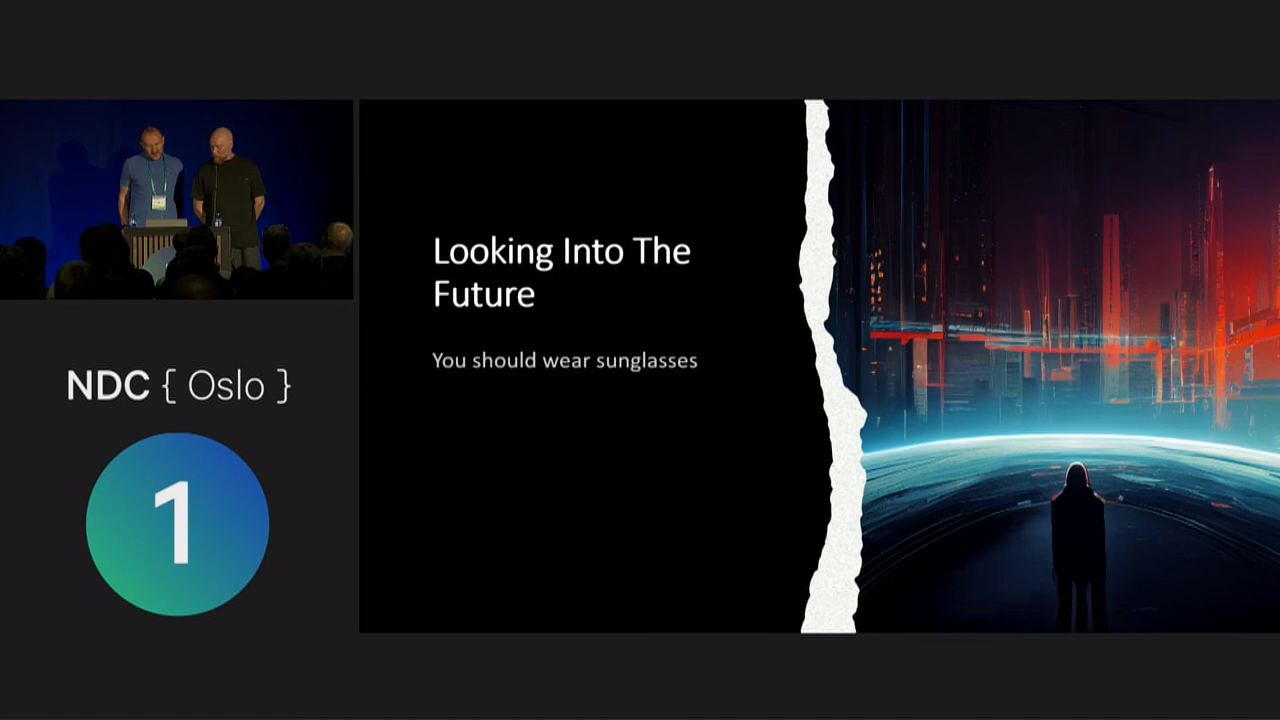 NDC { Oslo }
1
Looking Into The
Future
You should wear sunglasses